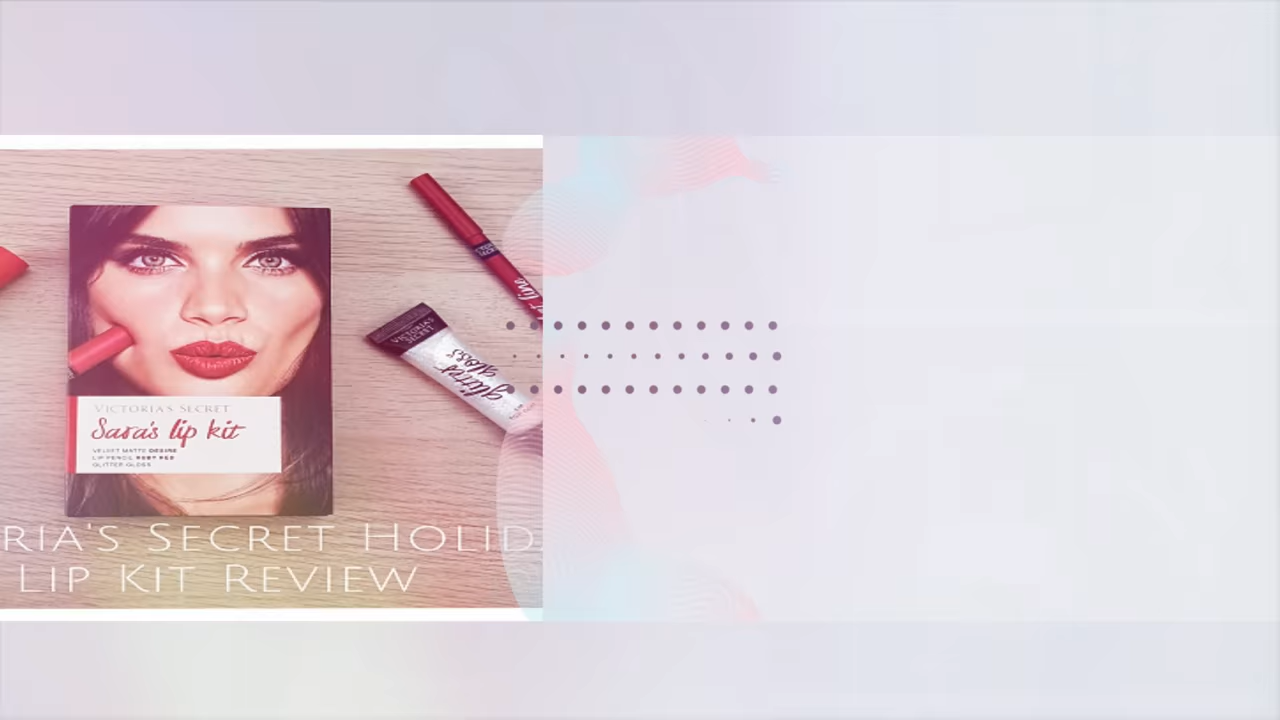 VICTORIA'S SECRET
Sara's lip kit
VELVET MATTE DESIRE
LIP PENCIL RUBY RED
GLITTER GLOSS
VICTORIA'S
SECRET
glitter
gloss
line
RIA'S SECRET HOLID
LIP KIT REVIEW